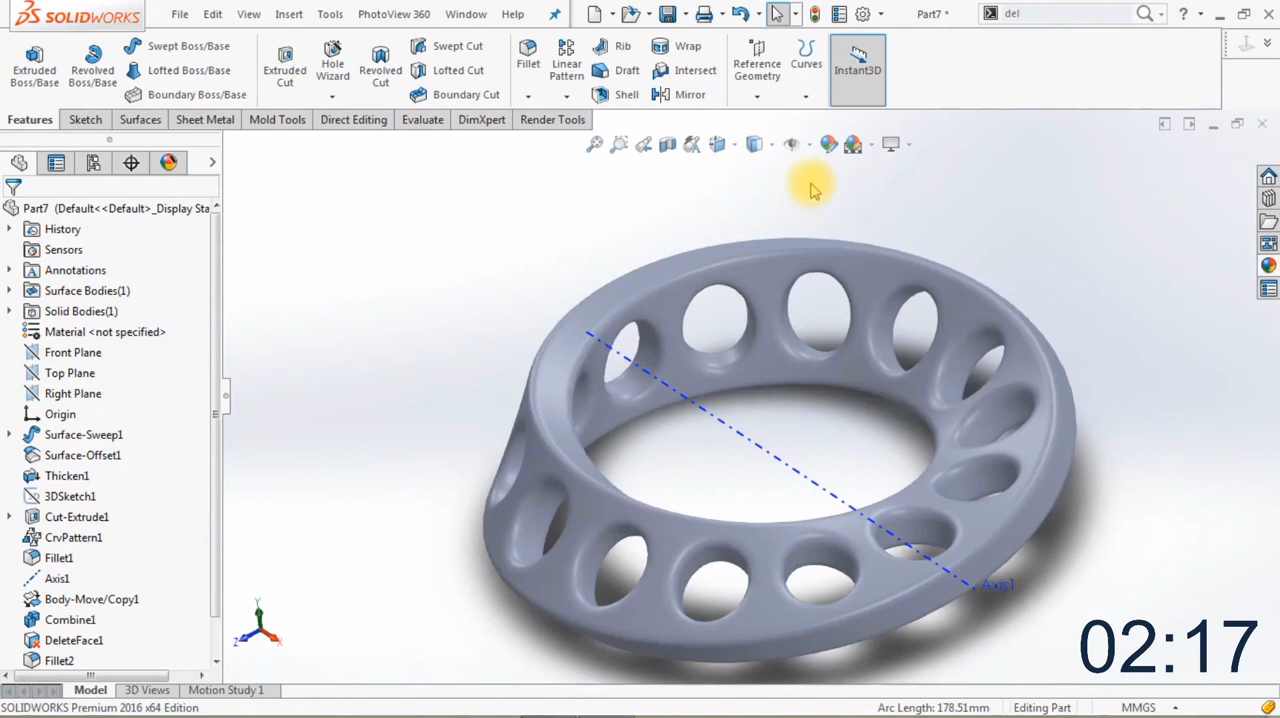 SOLIDWORKS File Edit View Insert Tools PhotoView 360 Window Help Part7 * del ?
Extruded Boss/Base
Revolved Boss/Base
Swept Boss/Base
Lofted Boss/Base
Boundary Boss/Base
Extruded Cut
Hole Wizard
Revolved Cut
Swept Cut
Lofted Cut
Boundary Cut
Fillet
Linear Pattern
Rib
Draft
Shell
Wrap
Intersect
Mirror
Reference Geometry
Curves
Instant3D
Features Sketch Surfaces Sheet Metal Mold Tools Direct Editing Evaluate DimXpert Render Tools
Part7 (Default<<Default>_Display Sta
History
Sensors
Annotations
Surface Bodies(1)
Solid Bodies(1)
Material <not specified>
Front Plane
Top Plane
Right Plane
Origin
Surface-Sweep1
Surface-Offset1
Thicken1
3DSketch1
Cut-Extrude1
CrvPattern1
Fillet1
Axis1
Body-Move/Copy1
Combine1
DeleteFace1
Fillet2
Axis1
Y
Z
X
02:17
Model 3D Views Motion Study 1
SOLIDWORKS Premium 2016 x64 Edition Arc Length: 178.51mm Editing Part MMGS